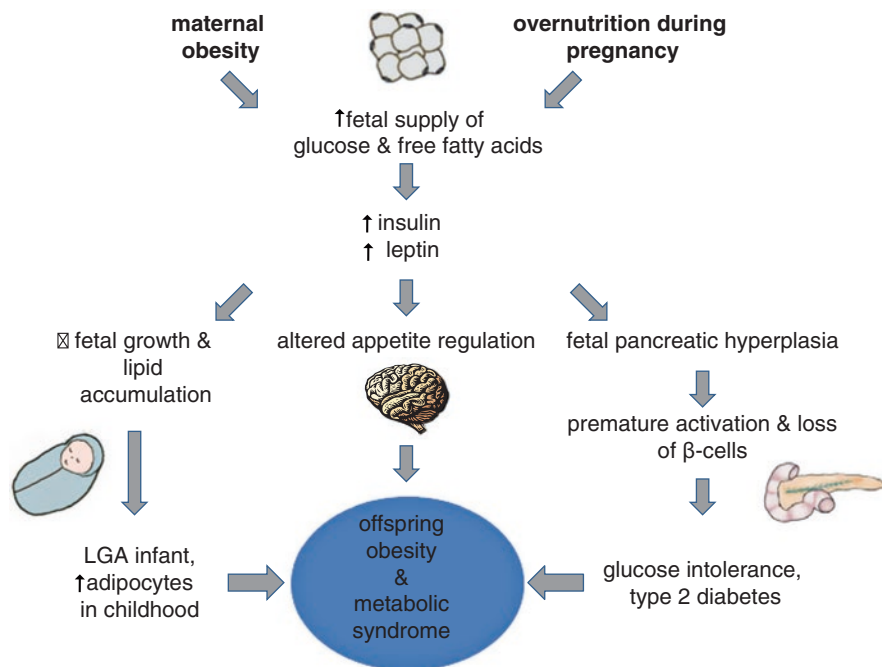 maternal
obesity
overnutrition during
pregnancy
↑fetal supply of
glucose & free fatty acids
↑ insulin
↑ leptin
fetal growth &
lipid
accumulation
altered appetite regulation
fetal pancreatic hyperplasia
premature activation & loss
of β-cells
LGA infant,
↑adipocytes
in childhood
offspring
obesity
&
metabolic
syndrome
glucose intolerance,
type 2 diabetes